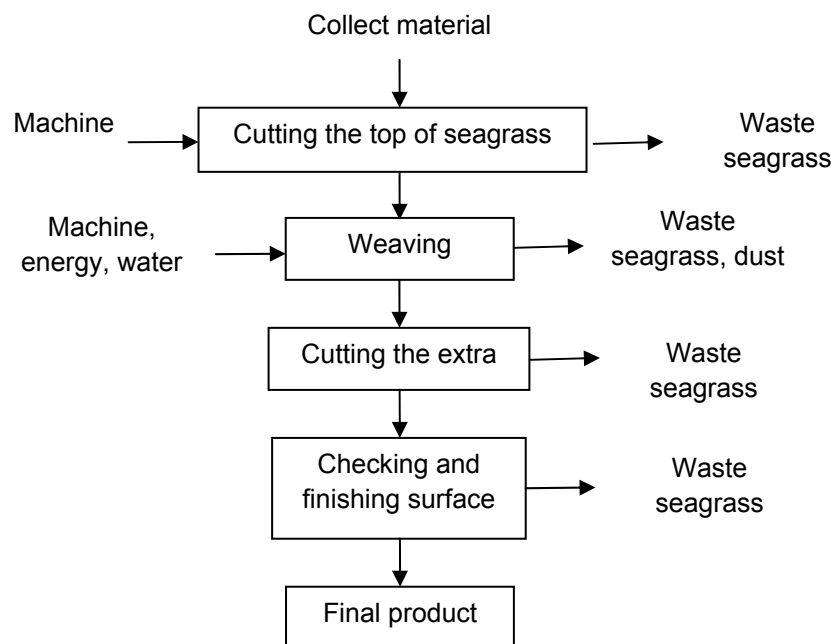 Collect material
Machine
Cutting the top of seagrass
Waste
seagrass
Machine,
energy, water
Weaving
Waste
seagrass, dust
Cutting the extra
Waste
seagrass
Checking and
finishing surface
Waste
seagrass
Final product